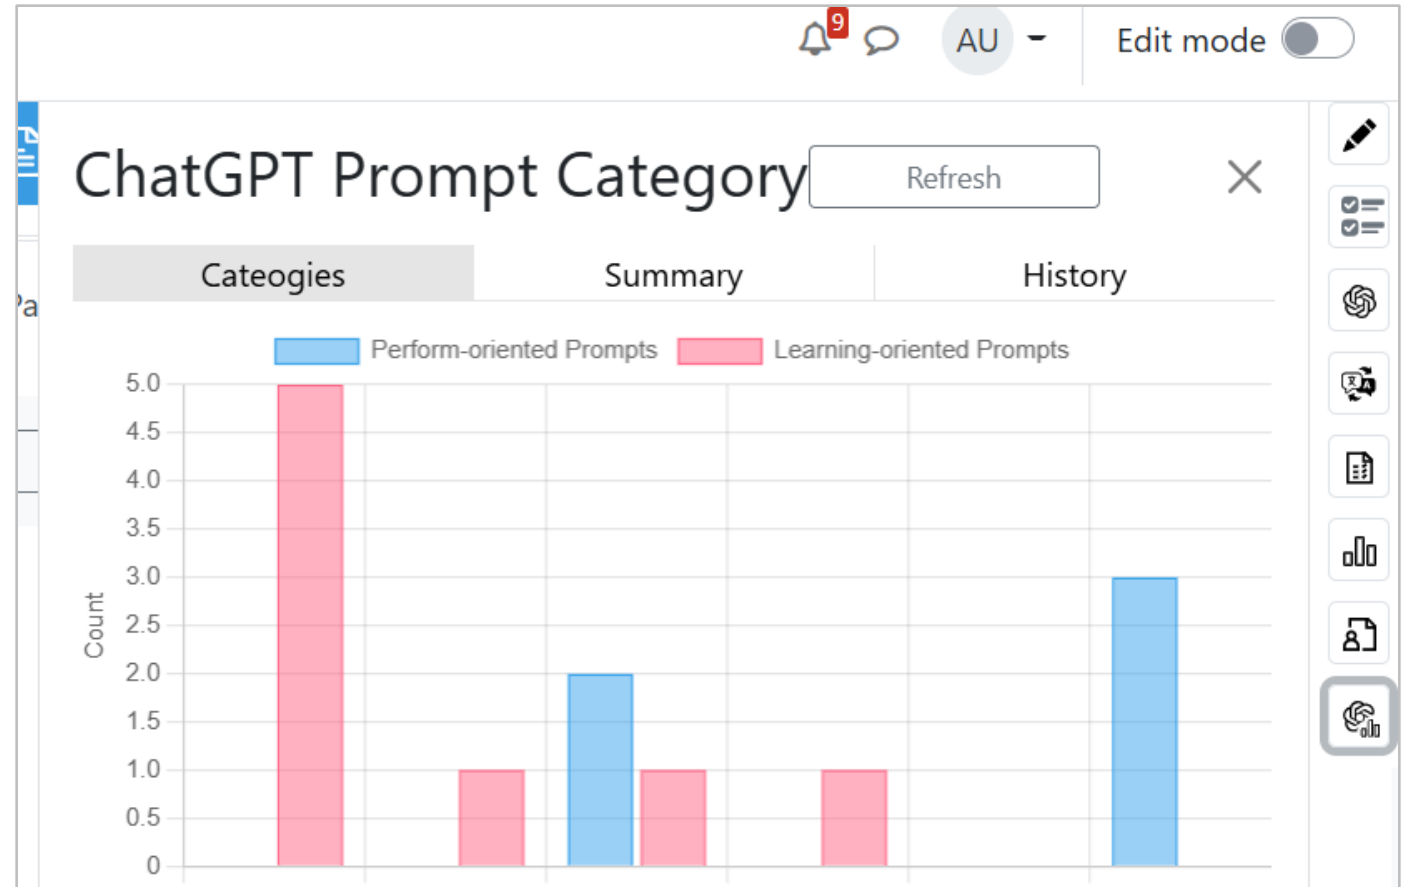 9
AU
Edit mode
ChatGPT Prompt Category
Refresh
Cateogies
Summary
History
Pa
Perform-oriented Prompts
Learning-oriented Prompts
5.0
4.5
4.0
3.5
3.0
2.5
2.0
1.5
1.0
0.5
0
Count